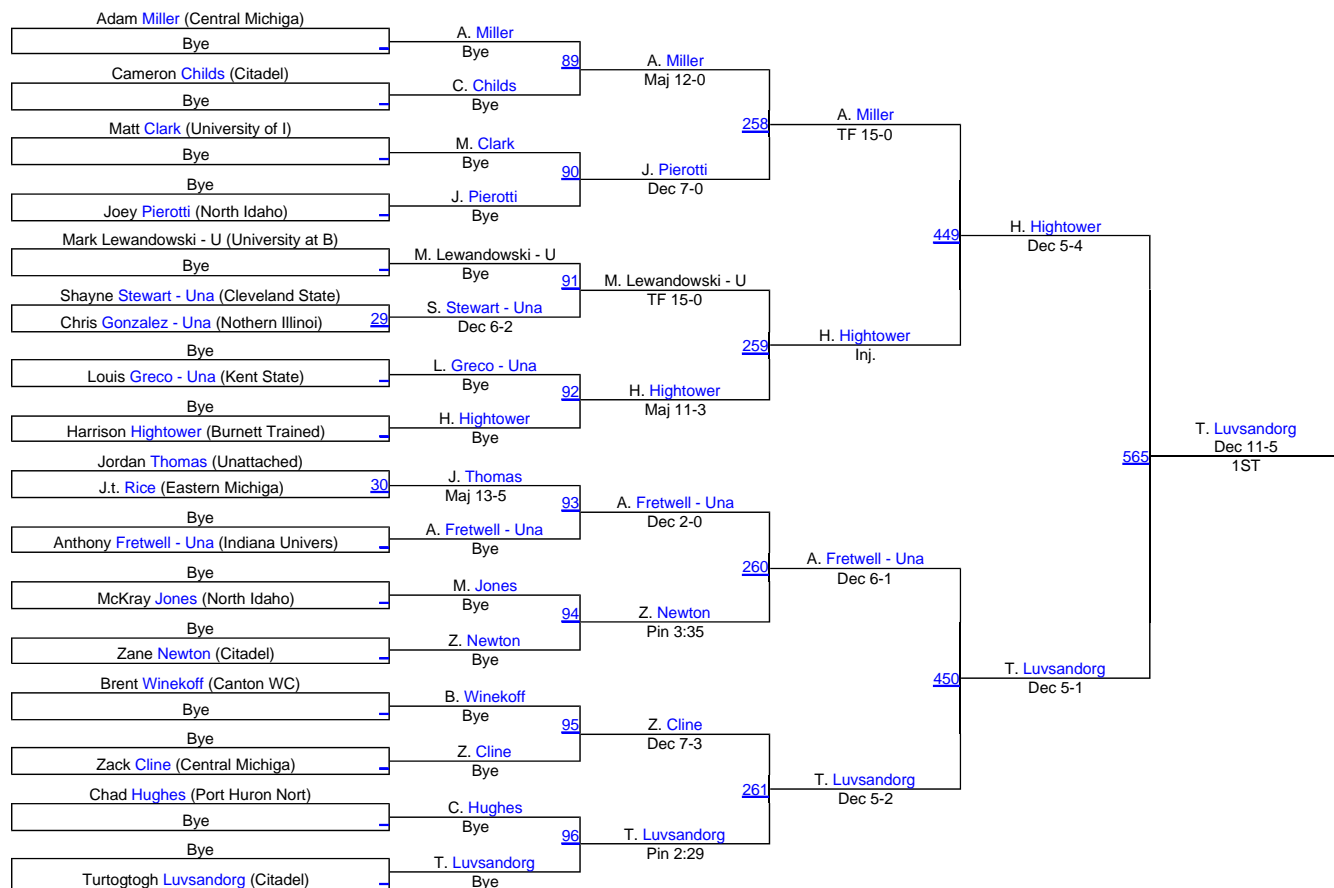 Adam Miller (Central Michiga)
Bye
Cameron Childs (Citadel)
Bye
Matt Clark (University of I)
Bye
Bye
Joey Pierotti (North Idaho)
Mark Lewandowski - U (University at B)
Bye
Shayne Stewart - Una (Cleveland State)
Chris Gonzalez - Una (Nothern Illinoi)
29
Bye
Louis Greco - Una (Kent State)
Bye
Harrison Hightower (Burnett Trained)
Jordan Thomas (Unattached)
J.t. Rice (Eastern Michiga)
30
Bye
Anthony Fretwell - Una (Indiana Univers)
Bye
McKray Jones (North Idaho)
Bye
Zane Newton (Citadel)
Brent Winekoff (Canton WC)
Bye
Bye
Zack Cline (Central Michiga)
Chad Hughes (Port Huron Nort)
Bye
Bye
Turtogtogh Luvsandorg (Citadel)
A. Miller
Bye
89
C. Childs
Bye
M. Clark
Bye
90
J. Pierotti
Bye
M. Lewandowski - U
Bye
91
S. Stewart - Una
Dec 6-2
L. Greco - Una
Bye
92
H. Hightower
Bye
J. Thomas
Maj 13-5
93
A. Fretwell - Una
Bye
M. Jones
Bye
94
Z. Newton
Bye
B. Winekoff
Bye
95
Z. Cline
Bye
C. Hughes
Bye
96
T. Luvsandorg
Bye
A. Miller
Maj 12-0
258
J. Pierotti
Dec 7-0
M. Lewandowski - U
TF 15-0
259
H. Hightower
Maj 11-3
A. Fretwell - Una
Dec 2-0
260
Z. Newton
Pin 3:35
Z. Cline
Dec 7-3
261
T. Luvsandorg
Pin 2:29
A. Miller
TF 15-0
449
H. Hightower
Inj.
A. Fretwell - Una
Dec 6-1
450
T. Luvsandorg
Dec 5-2
H. Hightower
Dec 5-4
565
T. Luvsandorg
Dec 5-1
T. Luvsandorg
Dec 11-5
1ST